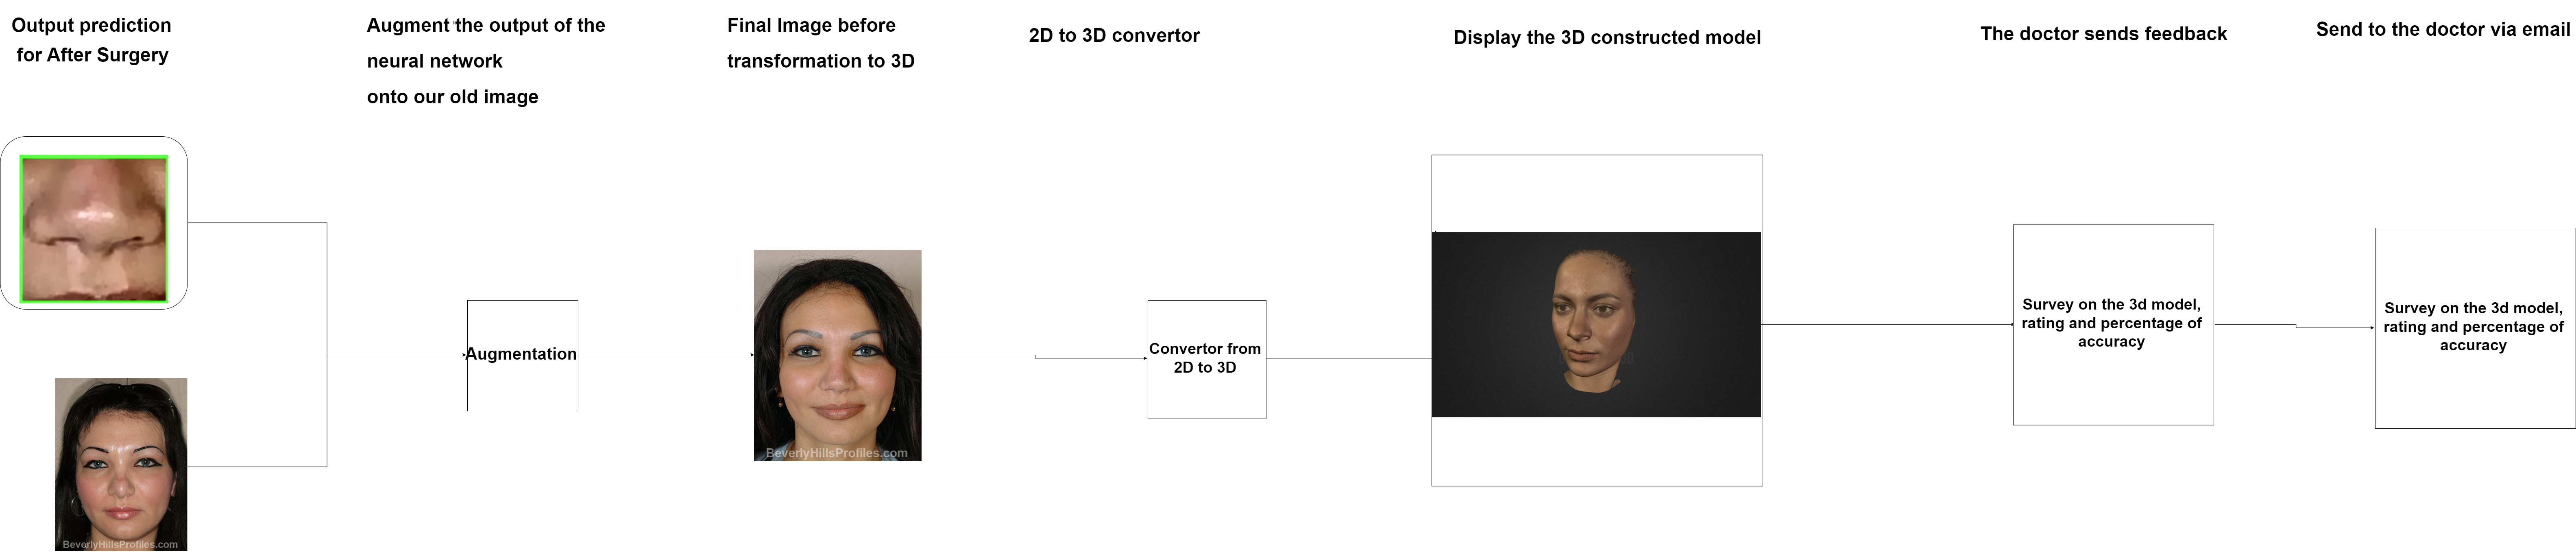 Output prediction
for After Surgery
Augment the output of the
neural network
onto our old image
Final Image before
transformation to 3D
2D to 3D convertor
Display the 3D constructed model
The doctor sends feedback
Send to the doctor via email
Augmentation
BeverlyHillsProfiles.com
BeverlyHillsProfiles.com
Convertor from
2D to 3D
Survey on the 3d model,
rating and percentage of
accuracy
Survey on the 3d model,
rating and percentage of
accuracy